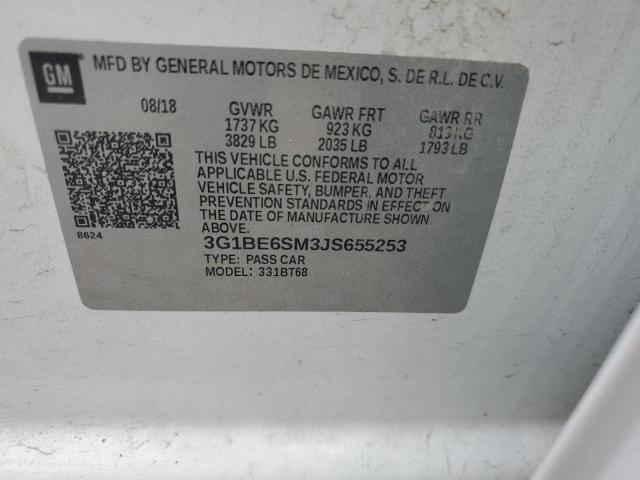 GM
MFD BY GENERAL MOTORS DE MEXICO, S. DE R.L. DE C.V.
08/18 GVWR GAWR FRT GAWR RR
1737 KG 923 KG 813 KG
3829 LB 2035 LB 1793 LB
THIS VEHICLE CONFORMS TO ALL
APPLICABLE U.S. FEDERAL MOTOR
VEHICLE SAFETY, BUMPER, AND THEFT
PREVENTION STANDARDS IN EFFECT ON
THE DATE OF MANUFACTURE SHOWN
ABOVE.
8624
3G1BE6SM3JS655253
TYPE: PASS CAR
MODEL: 331BT68